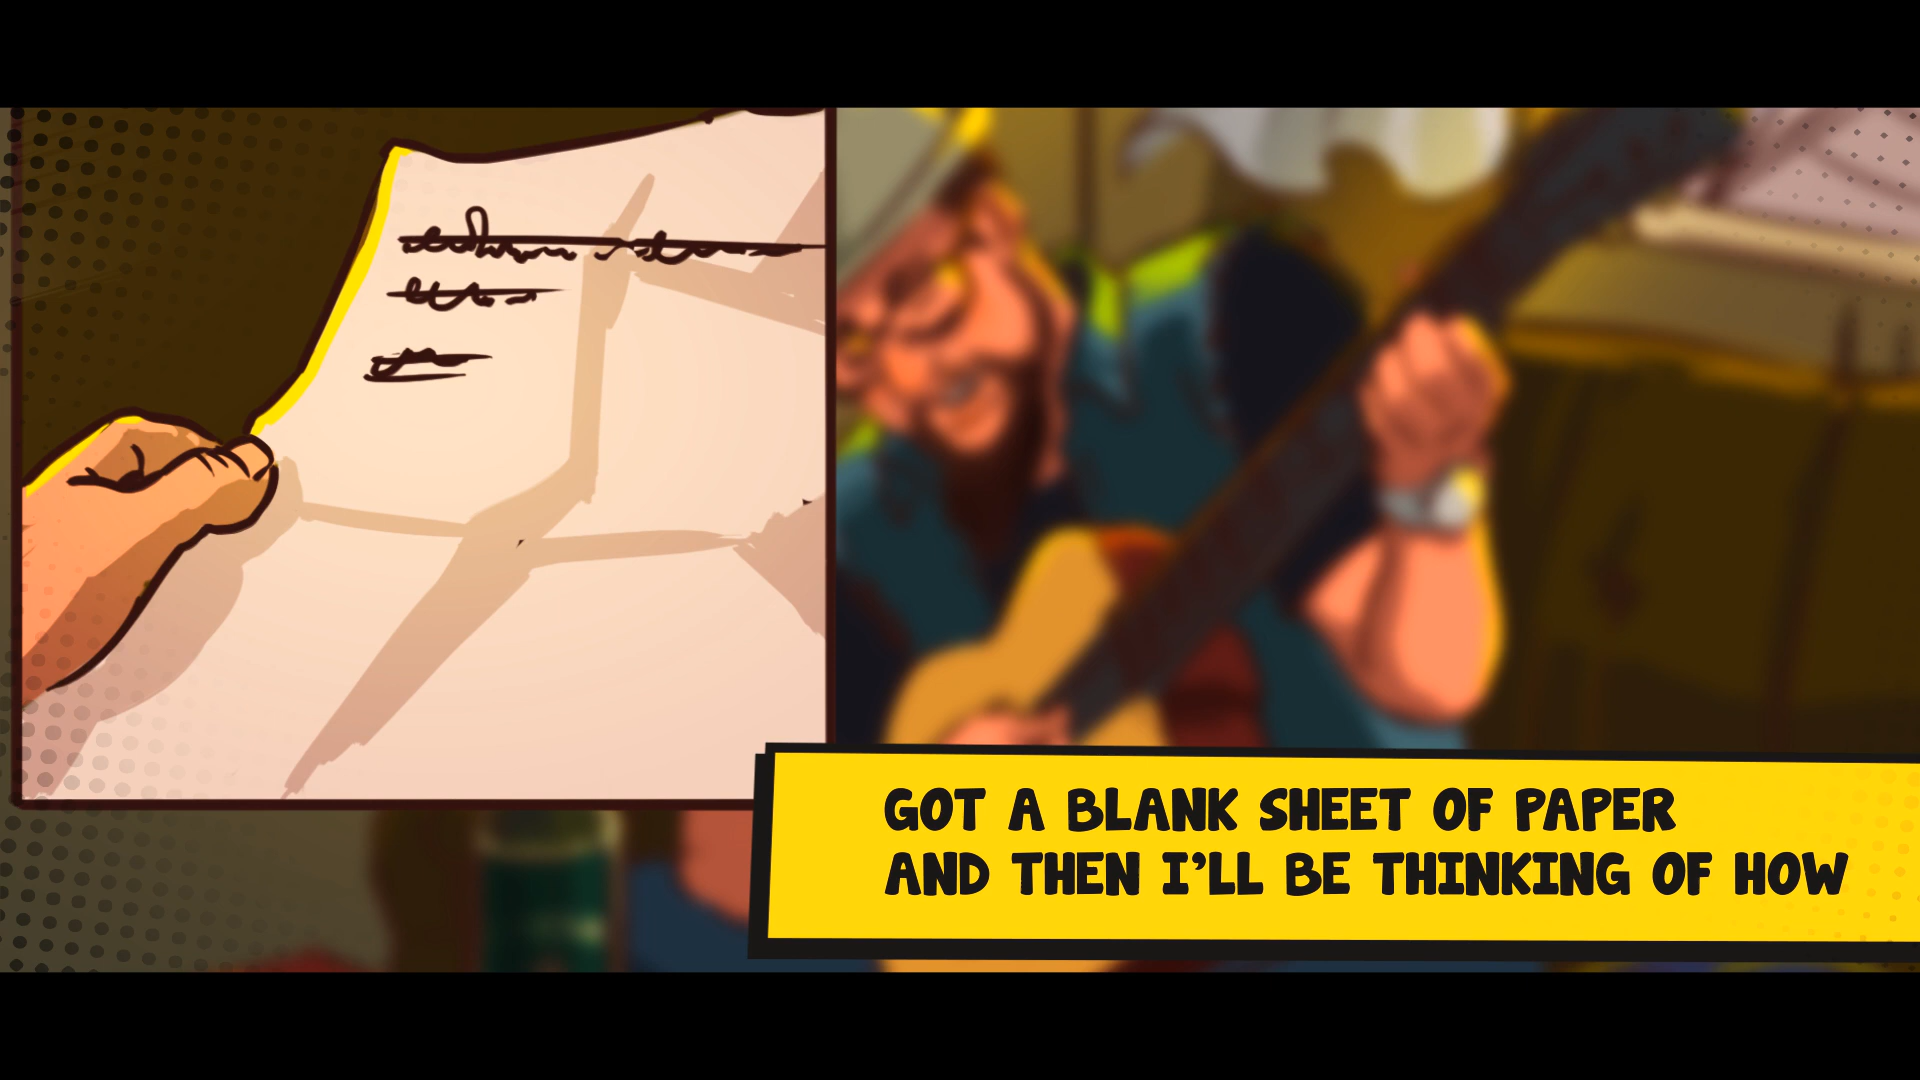 GOT A BLANK SHEET OF PAPER
AND THEN I'LL BE THINKING OF HOW